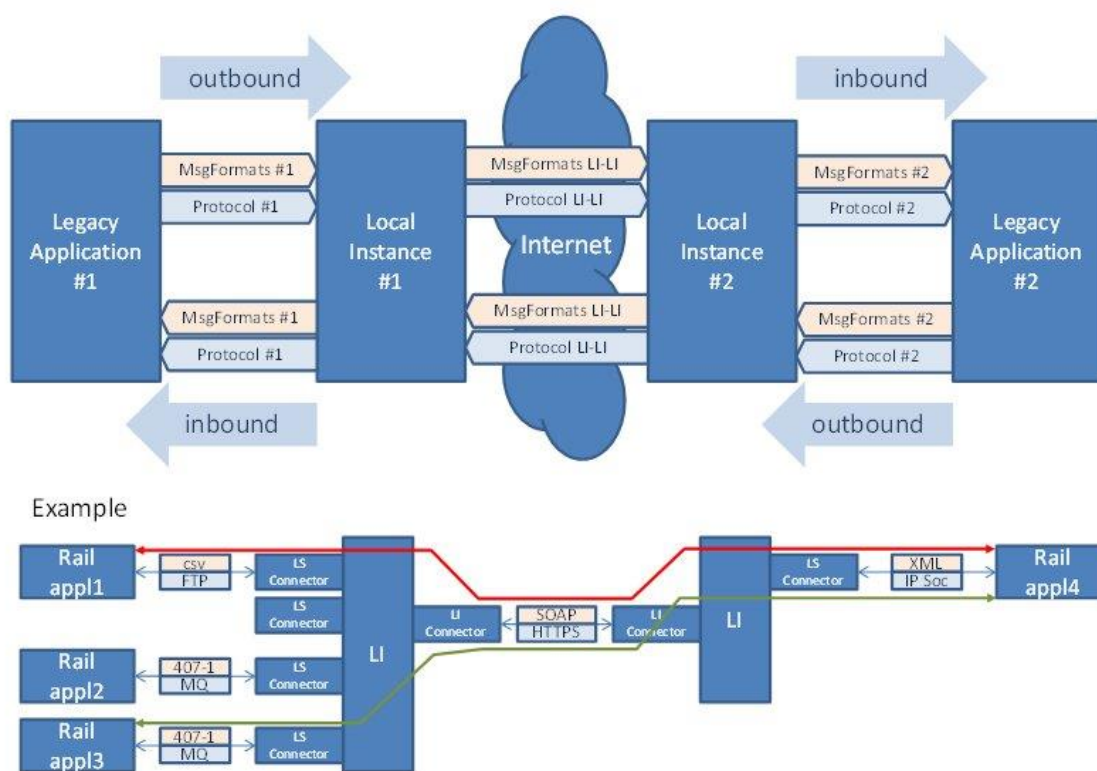 outbound
inbound
MsgFormats #1
Protocol #1
MsgFormats LI-LI
Protocol LI-LI
MsgFormats #2
Protocol #2
Legacy
Application
#1
Local
Instance
#1
Internet
Local
Instance
#2
Legacy
Application
#2
MsgFormats #1
Protocol #1
MsgFormats LI-LI
Protocol LI-LI
MsgFormats #2
Protocol #2
inbound
outbound
Example
Rail
appl1
csv
FTP
LS
Connector
LS
Connector
Rail
appl2
407-1
MQ
LS
Connector
Rail
appl3
407-1
MQ
LS
Connector
LI
LI
Connector
SOAP
HTTPS
LI
Connector
LI
LS
Connector
XML
IP Soc
Rail
appl4